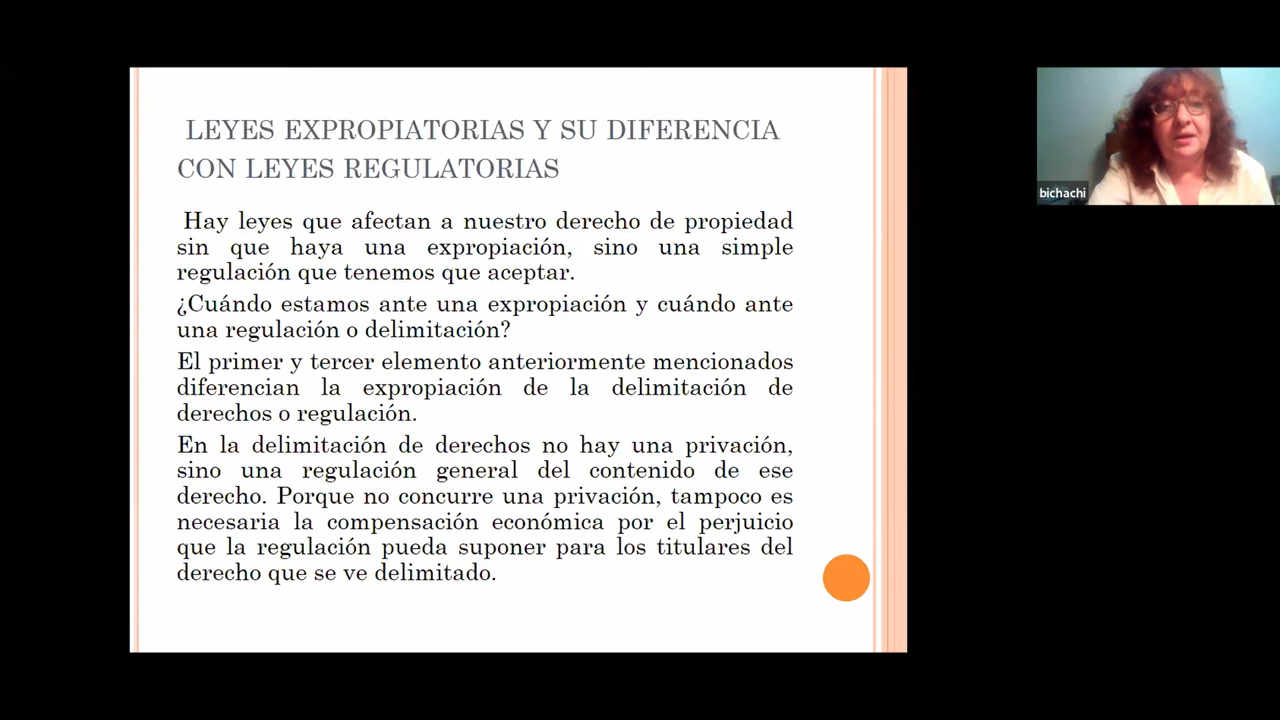 LEYES EXPROPIATORIAS Y SU DIFERENCIA
CON LEYES REGULATORIAS
Hay leyes que afectan a nuestro derecho de propiedad
sin que haya una expropiación, sino una simple
regulación que tenemos que aceptar.
¿Cuándo estamos ante una expropiación y cuándo ante
una regulación o delimitación?
El primer y tercer elemento anteriormente mencionados
diferencian la expropiación de la delimitación de
derechos o regulación.
En la delimitación de derechos no hay una privación,
sino una regulación general del contenido de ese
derecho. Porque no concurre una privación, tampoco es
necesaria la compensación económica por el perjuicio
que la regulación pueda suponer para los titulares del
derecho que se ve delimitado.
bichachi